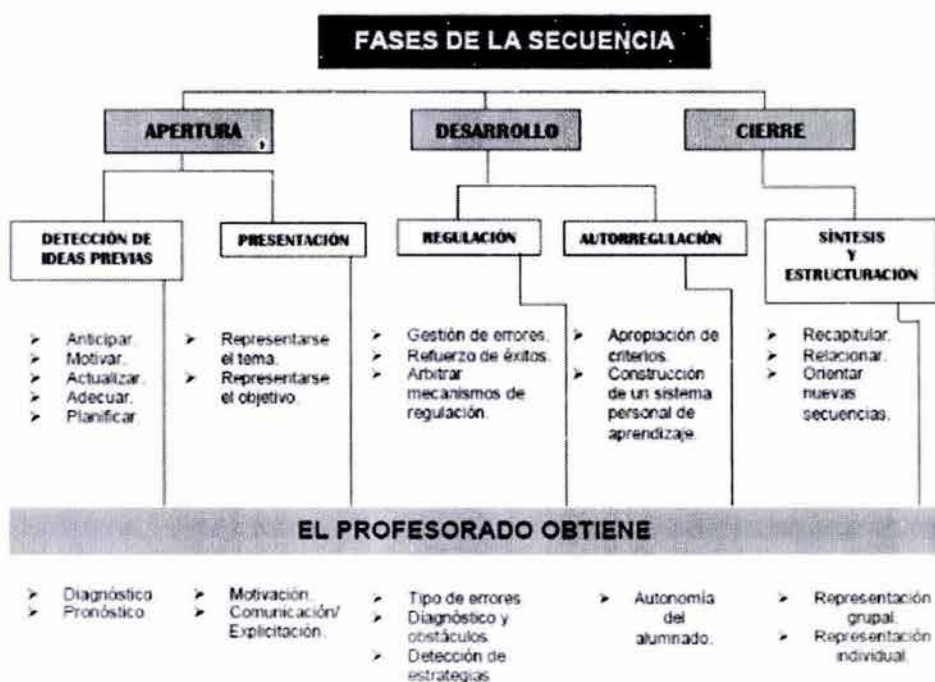 FASES DE LA SECUENCIA
APERTURA
DESARROLLO
CIERRE
DETECCIÓN DE
IDEAS PREVIAS
PRESENTACIÓN
REGULACIÓN
AUTORREGULACIÓN
SÍNTESIS
Y
ESTRUCTURACIÓN
➢ Anticipar.
➢ Motivar.
➢ Actualizar.
➢ Adecuar.
➢ Planificar.
➢ Representarse
el tema.
➢ Representarse
el objetivo.
➢ Gestión de errores.
➢ Refuerzo de éxitos.
➢ Arbitrar
mecanismos de
regulación.
➢ Apropiación de
criterios.
➢ Construcción
de un sistema
personal de
aprendizaje.
➢ Recapitular.
➢ Relacionar.
➢ Orientar
nuevas
secuencias.
EL PROFESORADO OBTIENE
➢ Diagnóstico
➢ Pronóstico
➢ Motivación.
➢ Comunicación/
Explicitación.
➢ Tipo de errores
➢ Diagnóstico y
obstáculos
➢ Detección de
estrategias
➢ Autonomía
del
alumnado.
➢ Representación
grupal.
➢ Representación
individual.